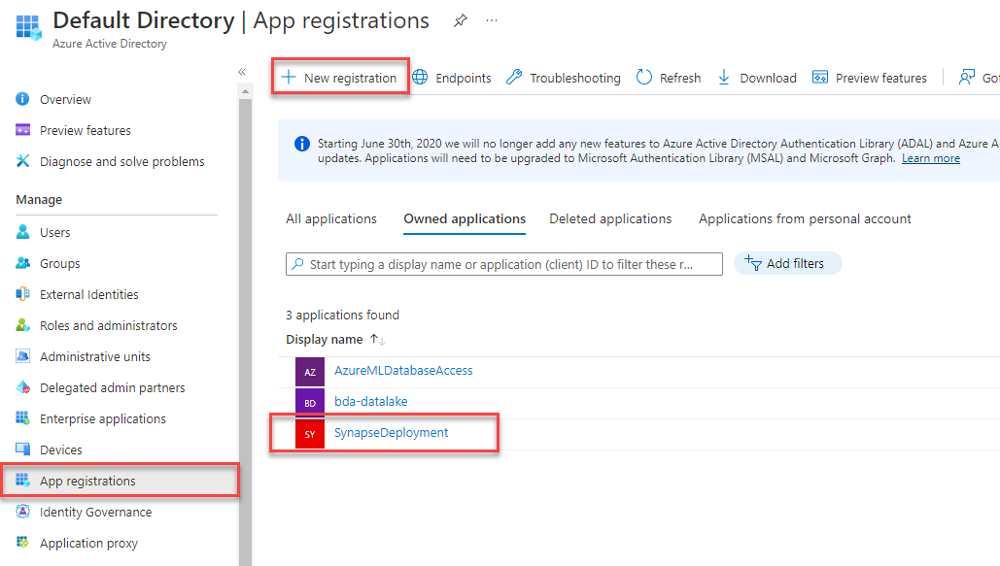 Default Directory | App registrations
Azure Active Directory
New registration
Endpoints
Troubleshooting
Refresh
Download
Preview features
Overview
Preview features
Diagnose and solve problems
Manage
Users
Groups
External Identities
Roles and administrators
Administrative units
Delegated admin partners
Enterprise applications
Devices
App registrations
Identity Governance
Application proxy
Starting June 30th, 2020 we will no longer add any new features to Azure Active Directory Authentication Library (ADAL) and Azure A
updates. Applications will need to be upgraded to Microsoft Authentication Library (MSAL) and Microsoft Graph. Learn more
All applications
Owned applications
Deleted applications
Applications from personal account
Start typing a display name or application (client) ID to filter these r...
Add filters
3 applications found
Display name
AZ AzureMLDatabaseAccess
BD bda-datalake
SY SynapseDeployment